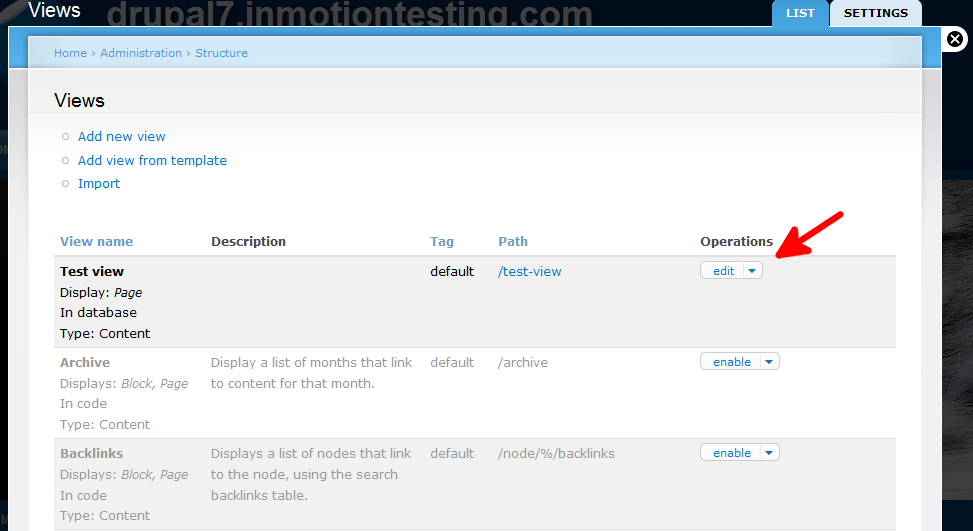 Views
drupal7.inmotiontesting.com
LIST
SETTINGS
Home › Administration › Structure
Views
Add new view
Add view from template
Import
View name Description Tag Path Operations
Test view default /test-view edit
Display: Page
In database
Type: Content
Archive Display a list of months that link default /archive enable
Displays: Block, Page to content for that month.
In code
Type: Content
Backlinks Displays a list of nodes that link default /node/%/backlinks enable
Displays: Block, Page to the node, using the search
In code backlinks table.
Type: Content